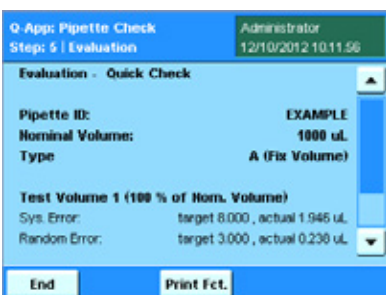 Q-App: Pipette Check
Administrator
Step: 5 | Evaluation
12/10/2012 10:11:56
Evaluation - Quick Check
Pipette ID: EXAMPLE
Nominal Volume: 1000 uL
Type A (Fix Volume)
Test Volume 1 (100 % of Nom. Volume)
Sys. Error: target 8.000 , actual 1.946 uL
Random Error: target 3.000 , actual 0.238 uL
End
Print Fct.